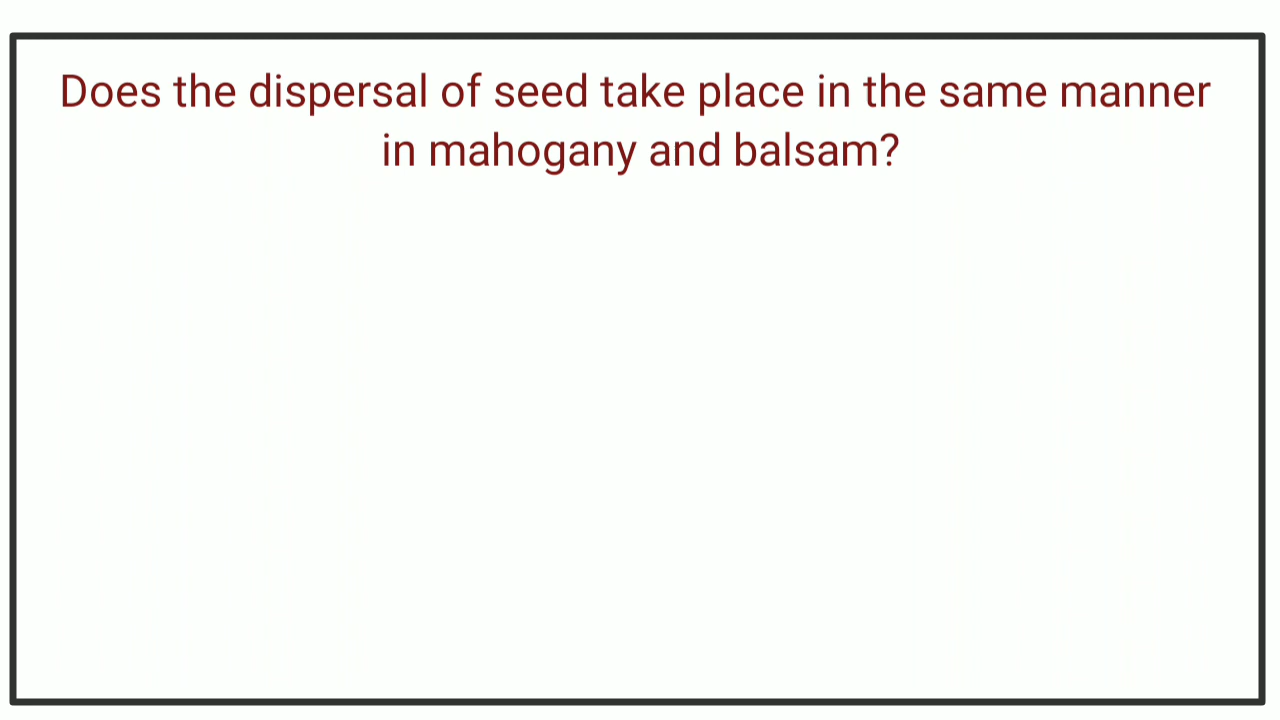 Does the dispersal of seed take place in the same manner
in mahogany and balsam?